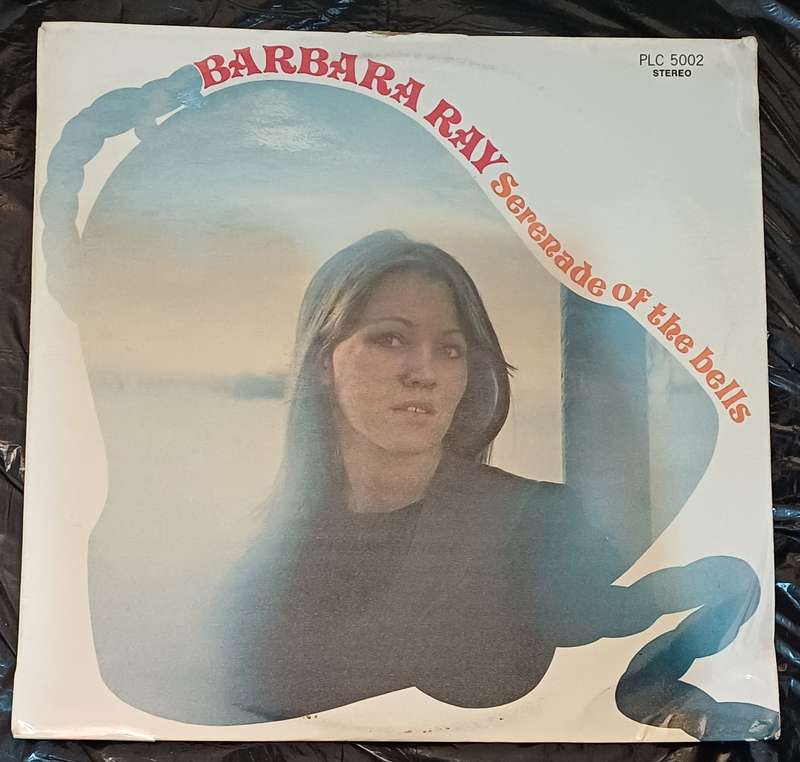 BARBARA RAY
Serenade of the bells
PLC 5002
STEREO